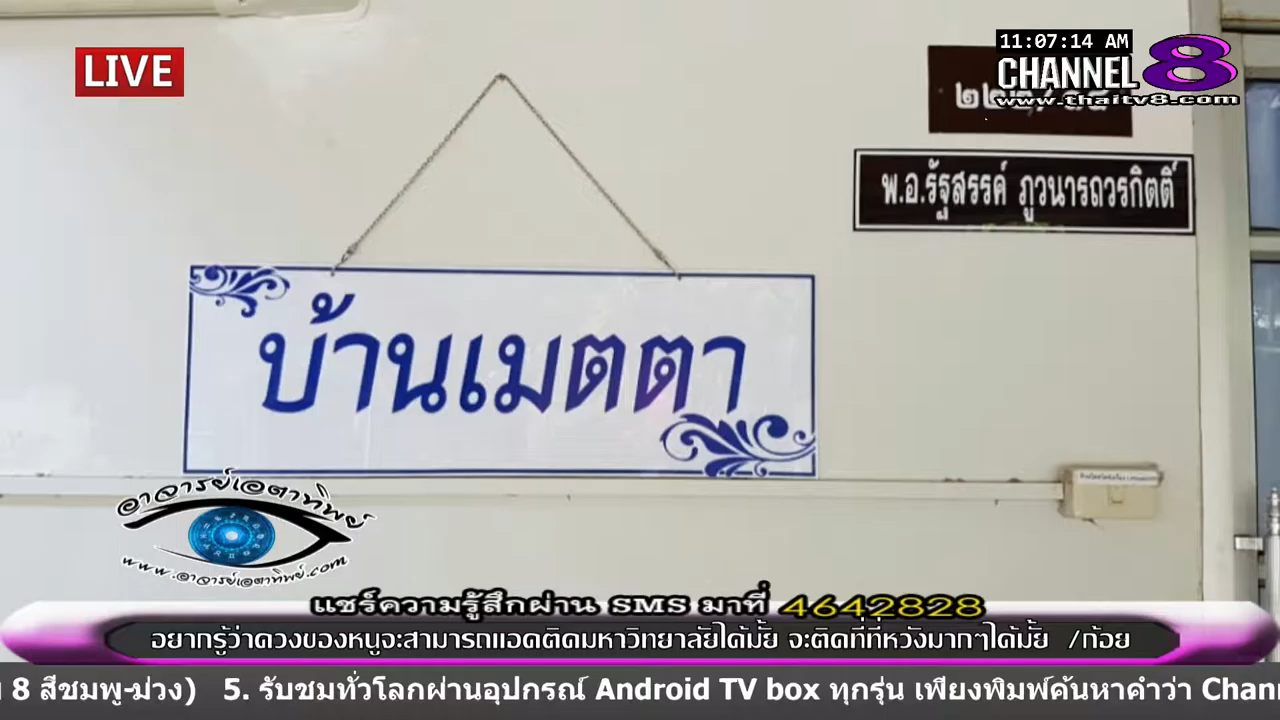 11:07:14 AM
LIVE
CHANNEL 8
www.thaitv8.com
พ.อ.รัฐสรรค์ ภูวนารถวรกิตติ์
บ้านเมตตา
อาจารย์เอตาทิพย์
www.อาจารย์เอตาทิพย์.com
แชร์ความรู้สึกผ่าน SMS มาที่ 4642828
อยากรู้ว่าดวงของหนูจะสามารถแอดติดมหาวิทยาลัยได้มั้ย จะติดที่ที่หวังมากๆได้มั้ย /ก้อย
8 สีชมพู-ม่วง) 5. รับชมทั่วโลกผ่านอุปกรณ์ Android TV box ทุกรุ่น เพียงพิมพ์ค้นหาคำว่า